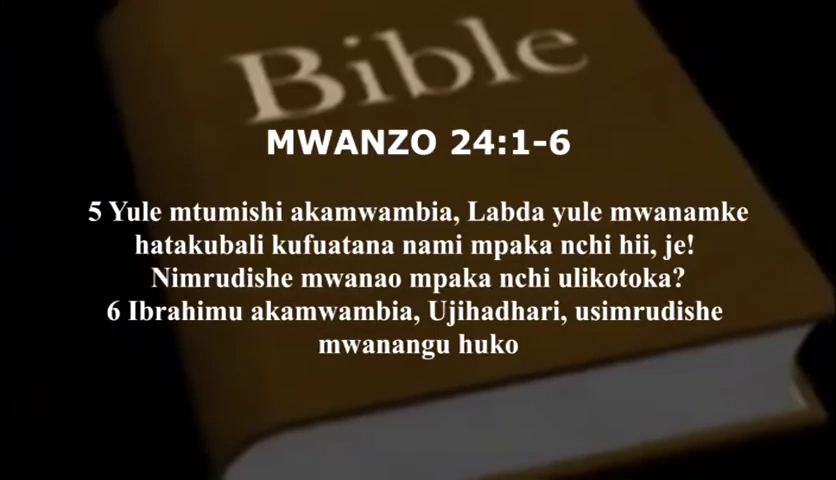 Bible
MWANZO 24:1-6
5 Yule mtumishi akamwambia, Labda yule mwanamke
hatakubali kufuatana nami mpaka nchi hii, je!
Nimrudishe mwanao mpaka nchi ulikotoka?
6 Ibrahimu akamwambia, Ujihadhari, usimrudishe
mwanangu huko